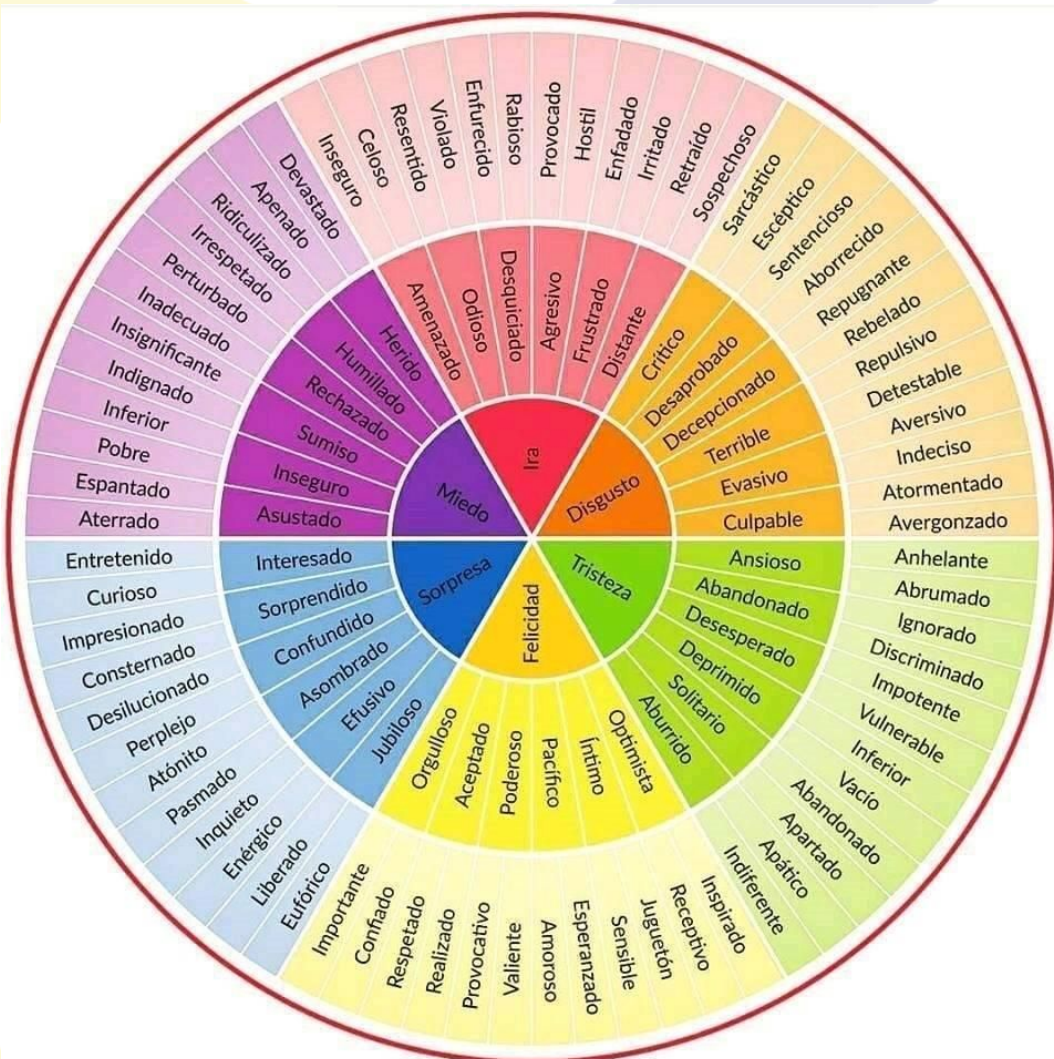 Ira
Disgusto
Tristeza
Felicidad
Sorpresa
Miedo
Amenazado
Odioso
Desquiciado
Agresivo
Frustrado
Distante
Crítico
Desaprobado
Decepcionado
Terrible
Evasivo
Culpable
Ansioso
Abandonado
Desesperado
Deprimido
Solitario
Aburrido
Optimista
Íntimo
Pacífico
Poderoso
Aceptado
Orgulloso
Jubiloso
Efusivo
Asombrado
Confundido
Sorprendido
Interesado
Asustado
Inseguro
Sumiso
Rechazado
Humillado
Herido
Inseguro
Celoso
Resentido
Violado
Enfurecido
Rabioso
Provocado
Hostil
Enfadado
Irritado
Retraído
Sospechoso
Sarcástico
Escéptico
Sentencioso
Aborrecido
Repugnante
Rebelado
Repulsivo
Detestable
Aversivo
Indeciso
Atormentado
Avergonzado
Anhelante
Abrumado
Ignorado
Discriminado
Impotente
Vulnerable
Inferior
Vacío
Abandonado
Apartado
Apático
Indiferente
Inspirado
Receptivo
Juguetón
Sensible
Esperanzado
Amoroso
Valiente
Provocativo
Realizado
Respetado
Confiado
Importante
Eufórico
Liberado
Enérgico
Inquieto
Pasmado
Atónito
Perplejo
Desilucionado
Consternado
Impresionado
Curioso
Entretenido
Aterrado
Espantado
Pobre
Inferior
Indignado
Insignificante
Inadecuado
Perturbado
Irrespetado
Ridiculizado
Apenado
Devastado